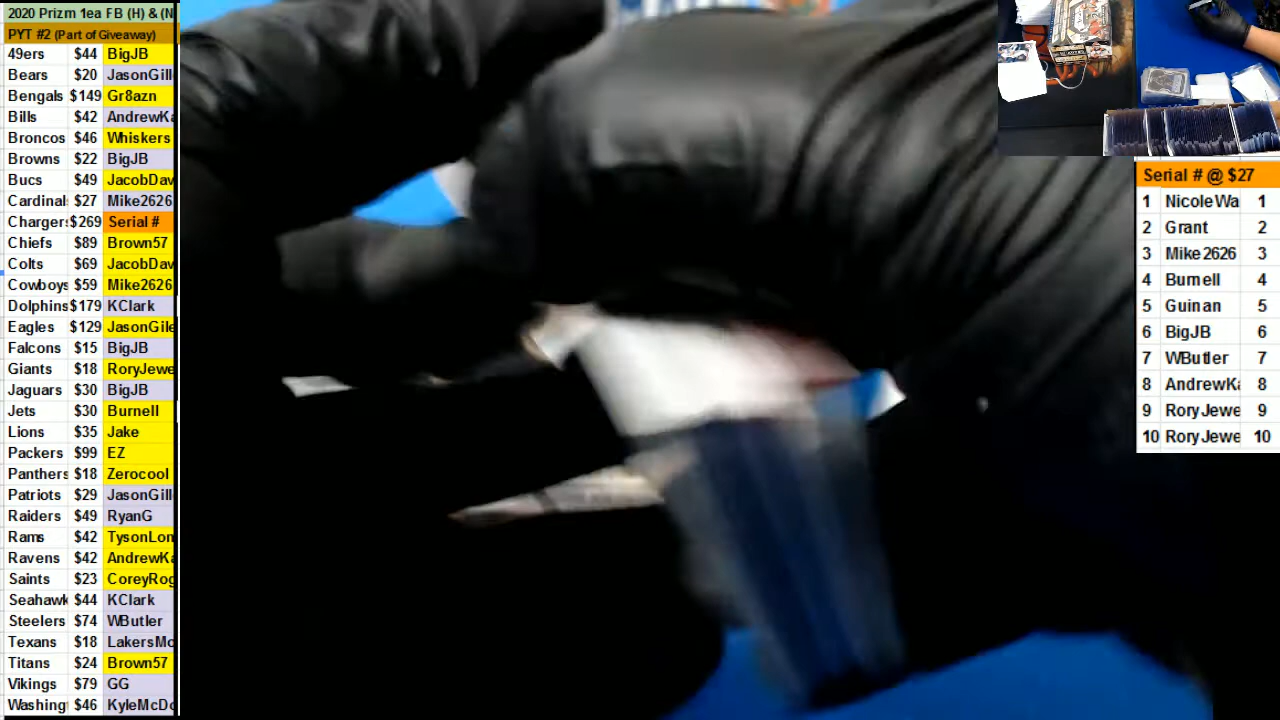 2020 Prizm 1ea FB (H) & (N
PYT #2 (Part of Giveaway)
49ers $44 BigJB
Bears $20 JasonGill
Bengals $149 Gr8azn
Bills $42 AndrewKa
Broncos $46 Whiskers
Browns $22 BigJB
Bucs $49 JacobDav
Cardinal $27 Mike2626
Chargers $269 Serial #
Chiefs $89 Brown57
Colts $69 JacobDav
Cowboys $59 Mike2626
Dolphins $179 KClark
Eagles $129 JasonGile
Falcons $15 BigJB
Giants $18 RoryJewe
Jaguars $30 BigJB
Jets $30 Burnell
Lions $35 Jake
Packers $99 EZ
Panthers $18 Zerocool
Patriots $29 JasonGill
Raiders $49 RyanG
Rams $42 TysonLon
Ravens $42 AndrewKa
Saints $23 CoreyRog
Seahawk $44 KClark
Steelers $74 WButler
Texans $18 LakersMc
Titans $24 Brown57
Vikings $79 GG
Washing $46 KyleMcDo
Serial # @ $27
1 NicoleWa 1
2 Grant 2
3 Mike2626 3
4 Burnell 4
5 Guinan 5
6 BigJB 6
7 WButler 7
8 AndrewKa 8
9 RoryJewe 9
10 RoryJewe 10